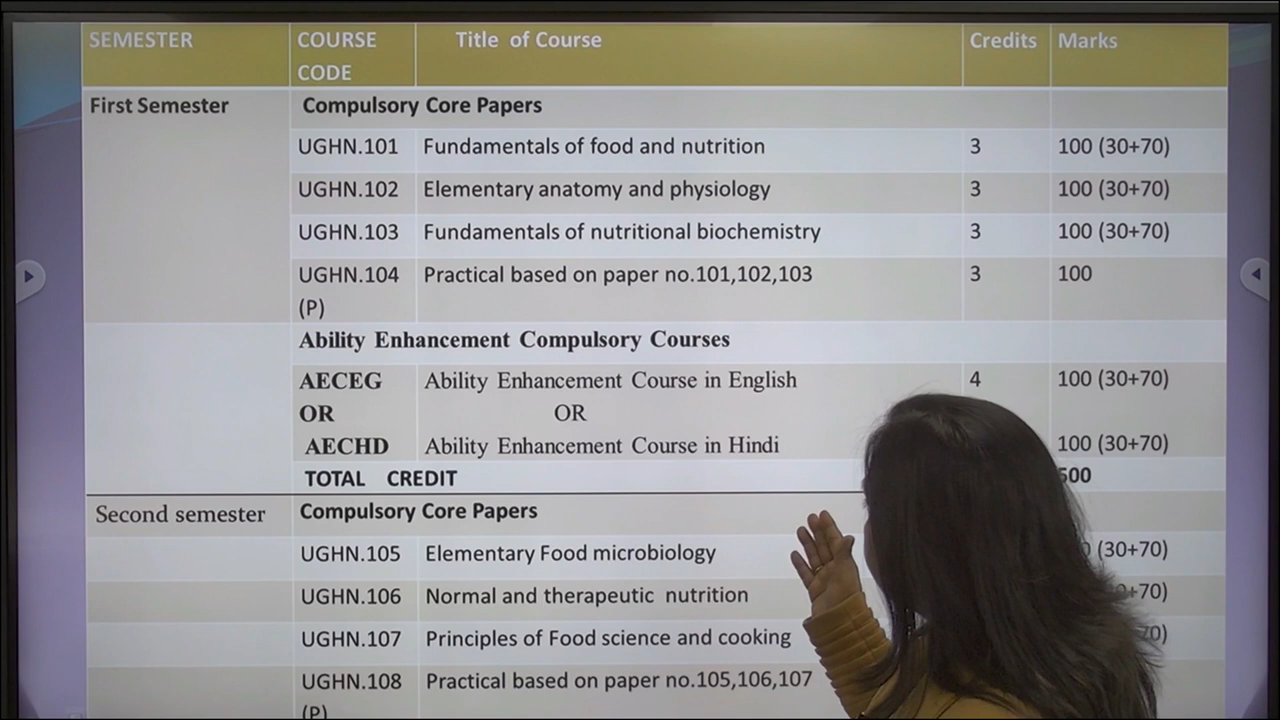 SEMESTER COURSE CODE Title of Course Credits Marks
First Semester Compulsory Core Papers
UGHN.101 Fundamentals of food and nutrition 3 100 (30+70)
UGHN.102 Elementary anatomy and physiology 3 100 (30+70)
UGHN.103 Fundamentals of nutritional biochemistry 3 100 (30+70)
UGHN.104 (P) Practical based on paper no.101,102,103 3 100
Ability Enhancement Compulsory Courses
AECEG Ability Enhancement Course in English 4 100 (30+70)
OR OR
AECHD Ability Enhancement Course in Hindi 100 (30+70)
TOTAL CREDIT 500
Second semester Compulsory Core Papers
UGHN.105 Elementary Food microbiology (30+70)
UGHN.106 Normal and therapeutic nutrition
UGHN.107 Principles of Food science and cooking
UGHN.108 (P) Practical based on paper no.105,106,107